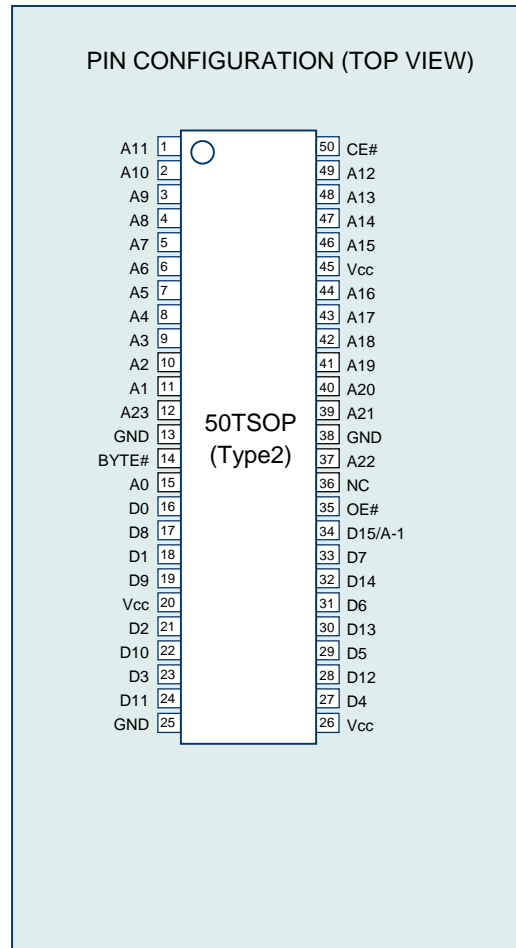 PIN CONFIGURATION (TOP VIEW)
A11 1 50 CE#
A10 2 49 A12
A9 3 48 A13
A8 4 47 A14
A7 5 46 A15
A6 6 45 Vcc
A5 7 44 A16
A4 8 43 A17
A3 9 42 A18
A2 10 41 A19
A1 11 40 A20
A23 12 39 A21
GND 13 38 GND
BYTE# 14 37 A22
A0 15 36 NC
D0 16 35 OE#
D8 17 34 D15/A-1
D1 18 33 D7
D9 19 32 D14
Vcc 20 31 D6
D2 21 30 D13
D10 22 29 D5
D3 23 28 D12
D11 24 27 D4
GND 25 26 Vcc
50TSOP
(Type2)